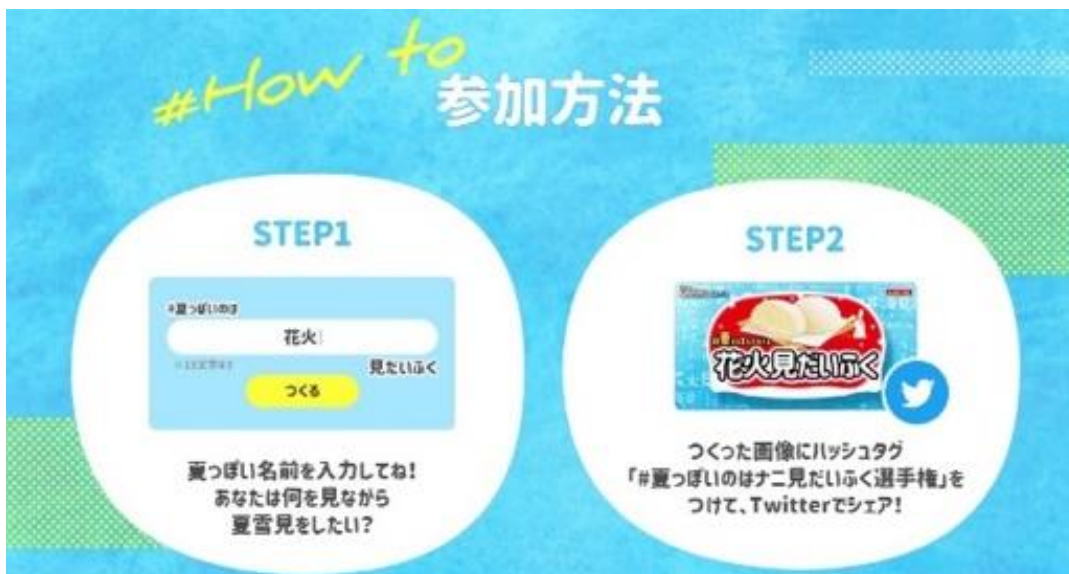 #How to
参加方法
STEP1
#夏っぽいのは
花火
見だいふく
つくる
夏っぽい名前を入力してね!
あなたは何を見ながら
夏雪見をしたい?
STEP2
花火見だいふく
つくった画像にハッシュタグ
「#夏っぽいのはナニ見だいふく選手権」を
つけて、Twitterでシェア!